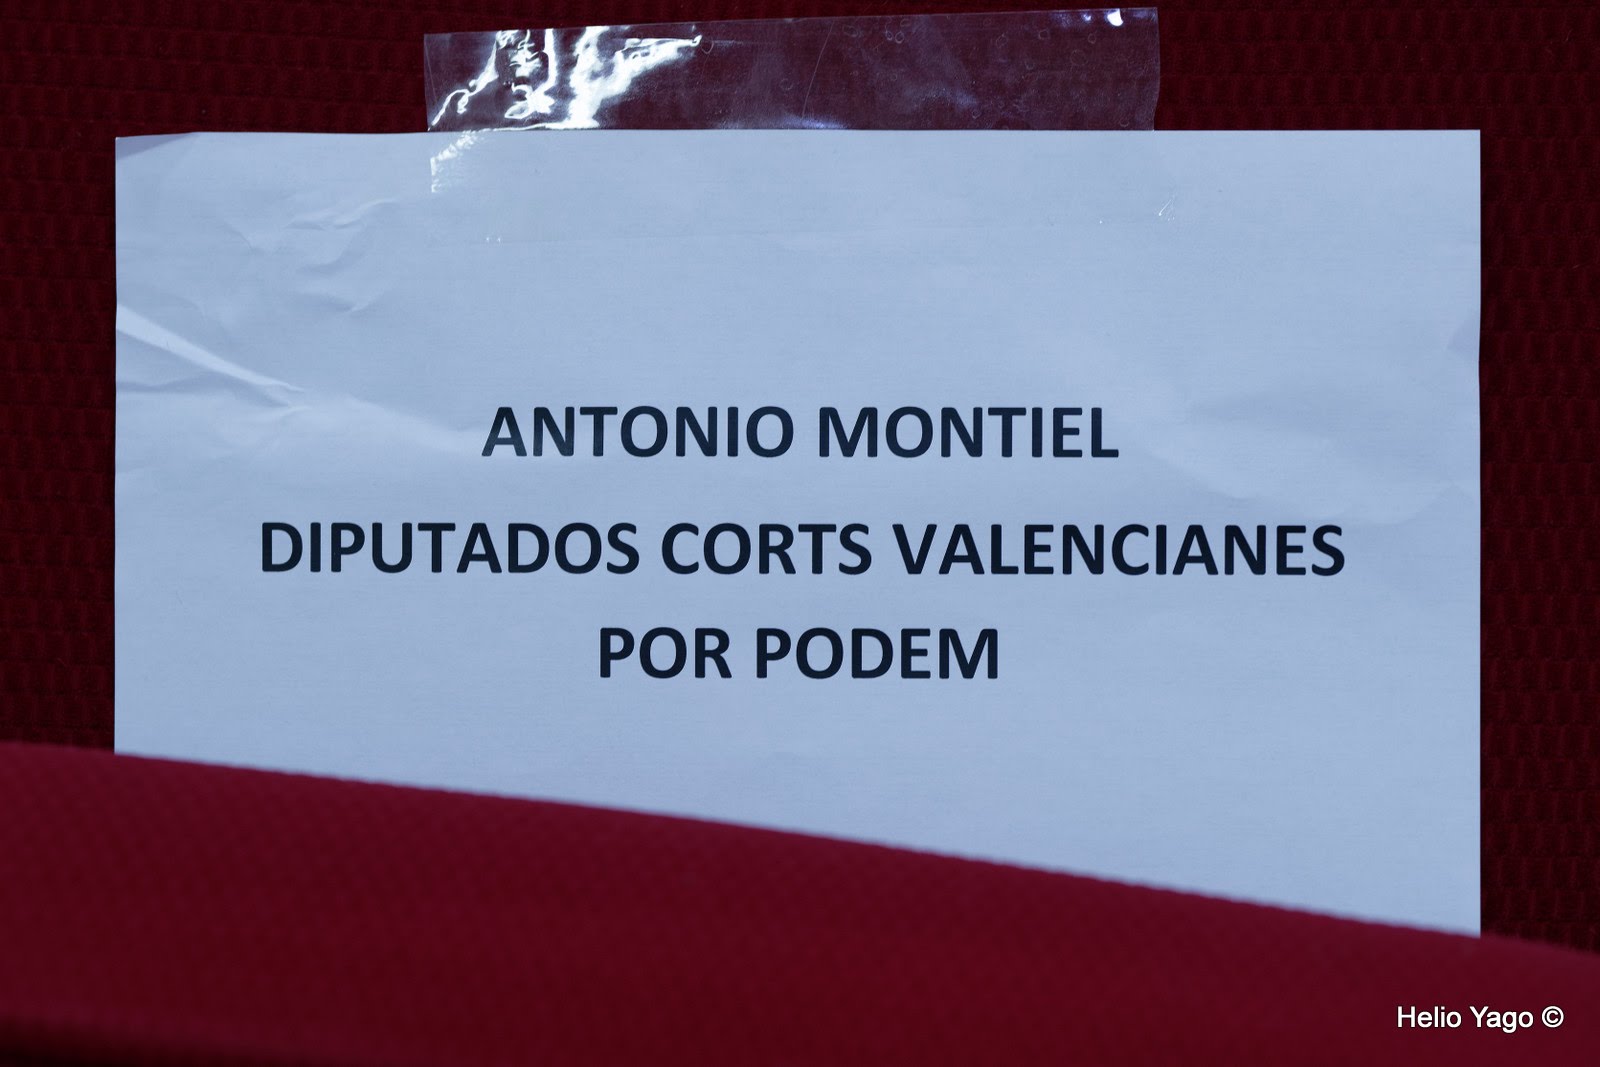 ANTONIO MONTIEL
DIPUTADOS CORTS VALENCIANES
POR PODEM
Helio Yago ©